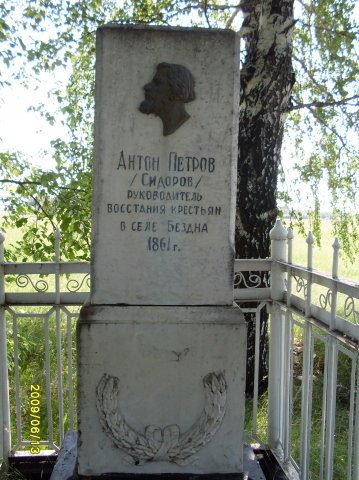 АНТОН ПЕТРОВ
/СИДОРОВ/
РУКОВОДИТЕЛЬ
ВОССТАНИЯ КРЕСТЬЯН
В СЕЛЕ БЕЗДНА
1861 г.
2009/06/13